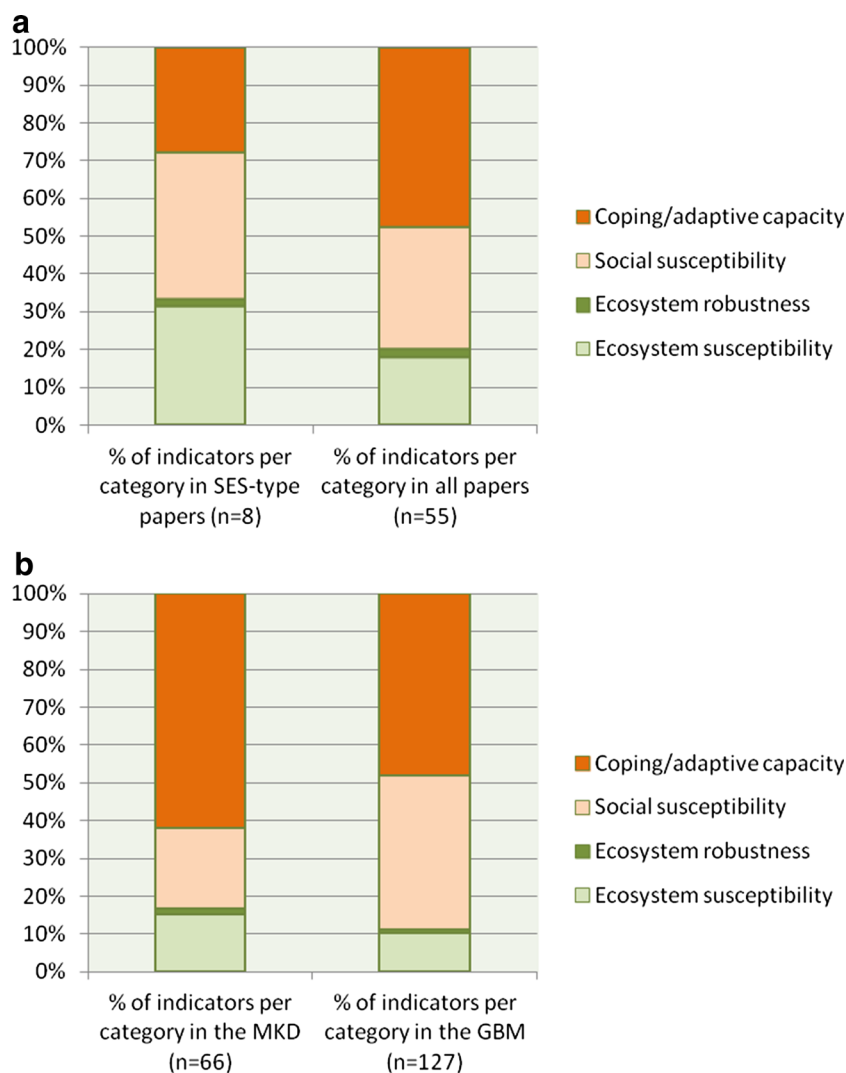 a
100%
90%
80%
70%
60%
50%
40%
30%
20%
10%
0%
% of indicators per
category in SES-type
papers (n=8)
% of indicators per
category in all papers
(n=55)
Coping/adaptive capacity
Social susceptibility
Ecosystem robustness
Ecosystem susceptibility
b
100%
90%
80%
70%
60%
50%
40%
30%
20%
10%
0%
% of indicators per
category in the MKD
(n=66)
% of indicators per
category in the GBM
(n=127)
Coping/adaptive capacity
Social susceptibility
Ecosystem robustness
Ecosystem susceptibility